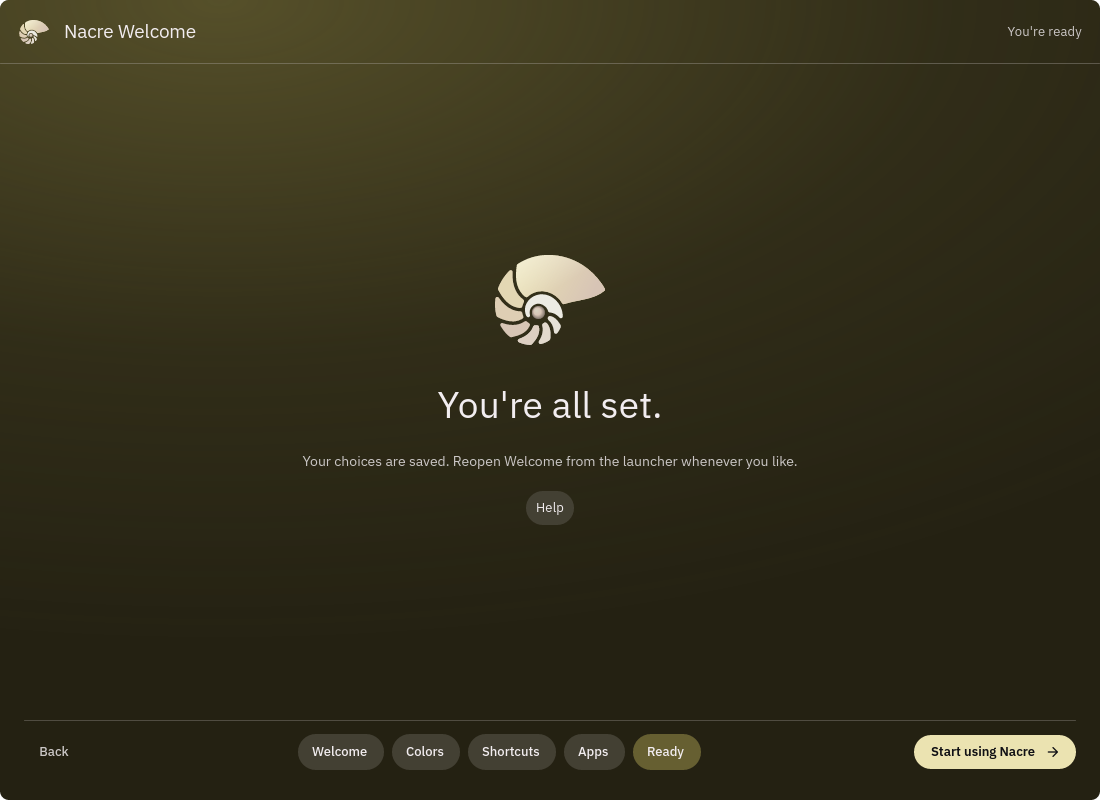 Nacre Welcome
You're ready
You're all set.
Your choices are saved. Reopen Welcome from the launcher whenever you like.
Help
Back
Welcome
Colors
Shortcuts
Apps
Ready
Start using Nacre